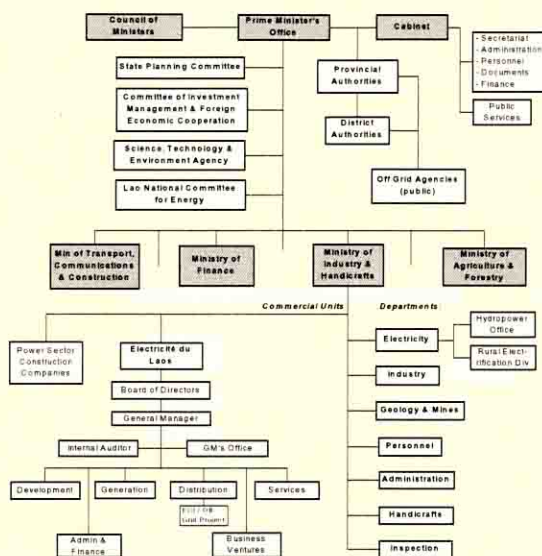 Council of
Ministers
Prime Minister's
Office
Cabinet
- Secretariat
- Administration
- Personnel
- Documents
- Finance
Public
Services
State Planning Committee
Committee of Investment
Management & Foreign
Economic Cooperation
Science, Technology &
Environment Agency
Lao National Committee
for Energy
Provincial
Authorities
District
Authorities
Off Grid Agencies
(public)
Min of Transport,
Communications
& Construction
Ministry of
Finance
Ministry of
Industry &
Handicrafts
Ministry of
Agriculture &
Forestry
Commercial Units
Departments
Power Sector
Construction
Companies
Electricité du
Laos
Board of Directors
General Manager
Internal Auditor
GM's Office
Development
Generation
Distribution
Services
Grid Project
Admin &
Finance
Business
Ventures
Electricity
Hydropower
Office
Rural Elect-
rification Div
Industry
Geology & Mines
Personnel
Administration
Handicrafts
Inspection